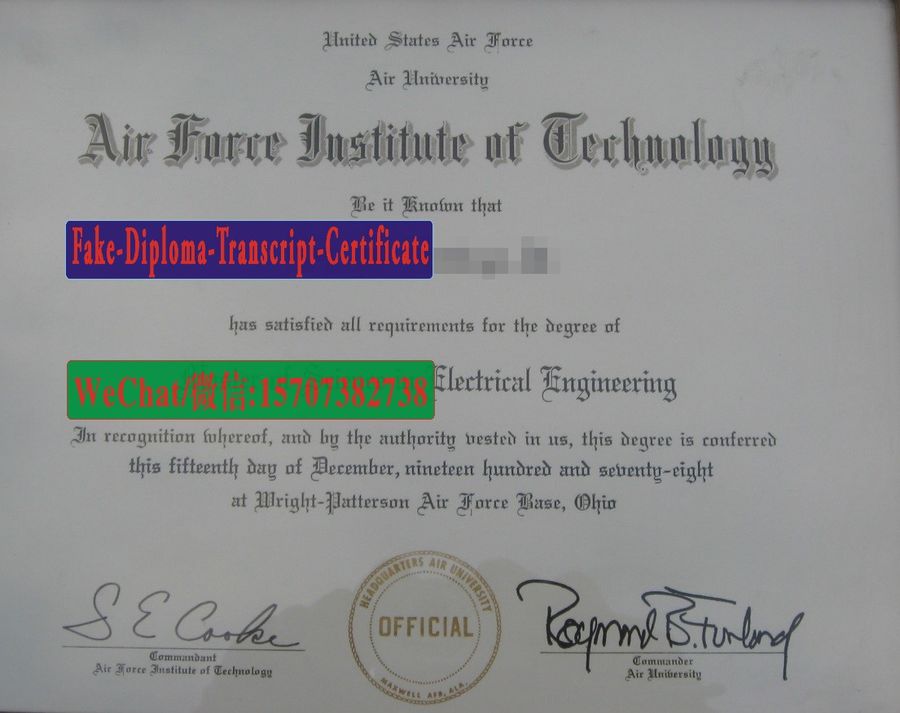 United States Air Force
Air University
Air Force Institute of Technology
Be it Known that
Fake-Diploma-Transcript-Certificate
has satisfied all requirements for the degree of
WeChat/微信:15707382738 Electrical Engineering
In recognition whereof, and by the authority vested in us, this degree is conferred
this fifteenth day of December, nineteen hundred and seventy-eight
at Wright-Patterson Air Force Base, Ohio
HEADQUARTERS AIR UNIVERSITY
OFFICIAL
MAXWELL AFB, ALA.
S E Cooke
Commandant
Air Force Institute of Technology
Raymond B. Furlong
Commander
Air University